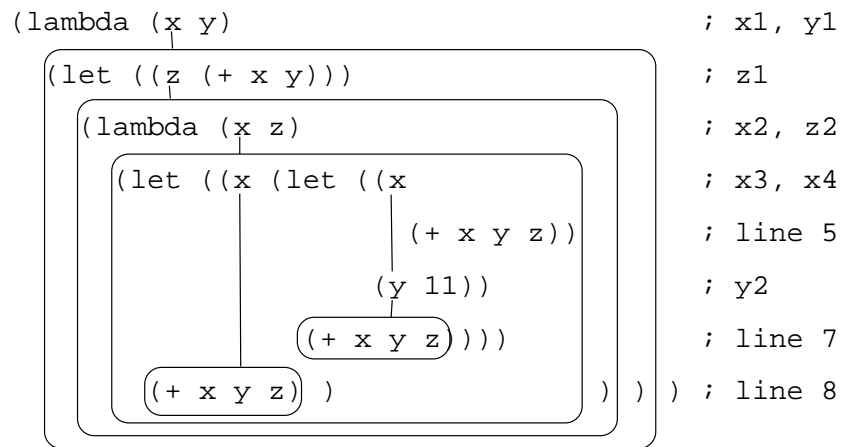 (lambda (x y) ; x1, y1
(let ((z (+ x y))) ; z1
(lambda (x z) ; x2, z2
(let ((x (let ((x ; x3, x4
(+ x y z)) ; line 5
(y 11)) ; y2
(+ x y z)))) ; line 7
(+ x y z) ) ) ) ) ; line 8